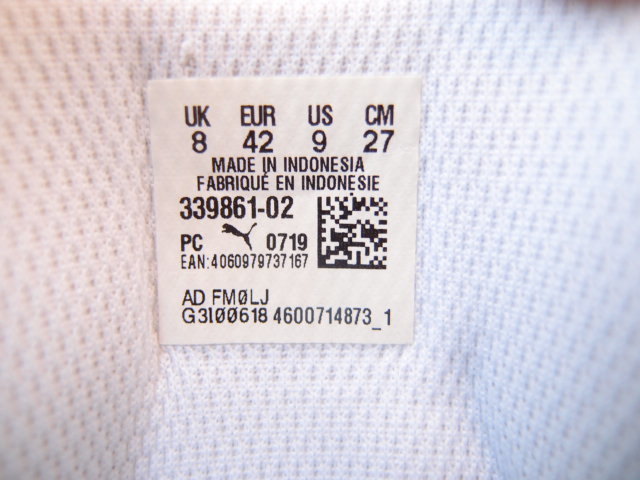 UK EUR US CM
8 42 9 27
MADE IN INDONESIA
FABRIQUÉ EN INDONESIE
339861-02
PC 0719
EAN:4060979737167
AD FMØLJ
G3100618 4600714873_1